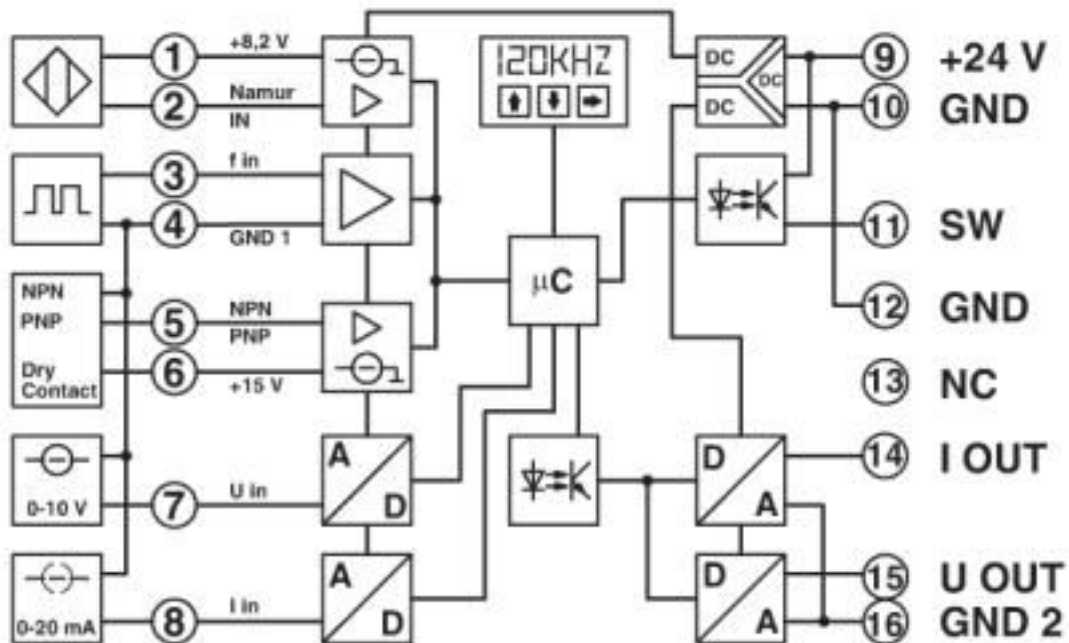 1 +8,2 V
2 Namur
IN
3 f in
4 GND 1
NPN
PNP
Dry
Contact
5 NPN
PNP
6 +15 V
0-10 V
7 U in
0-20 mA
8 I in
A
D
A
D
120KHZ
µC
DC
DC
DC
D
A
D
A
9 +24 V
10 GND
11 SW
12 GND
13 NC
14 I OUT
15 U OUT
16 GND 2